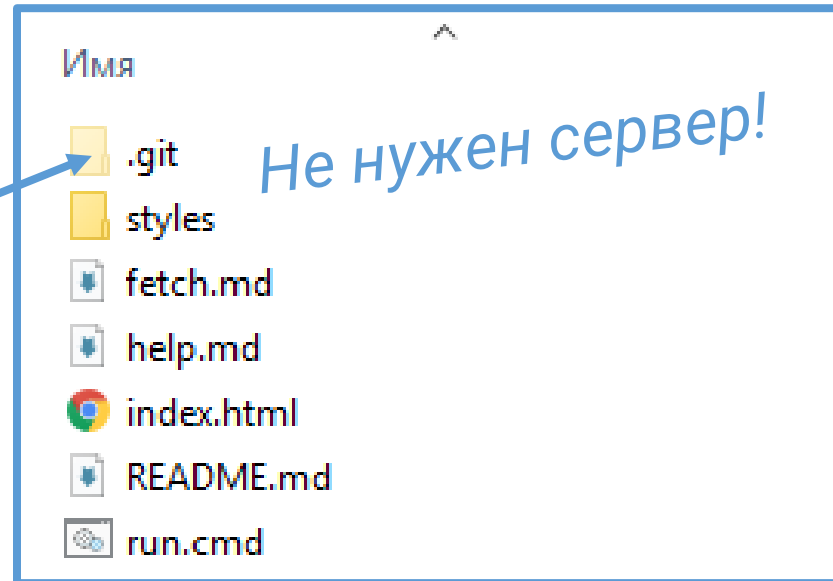 Имя
.git
Не нужен сервер!
styles
fetch.md
help.md
index.html
README.md
run.cmd